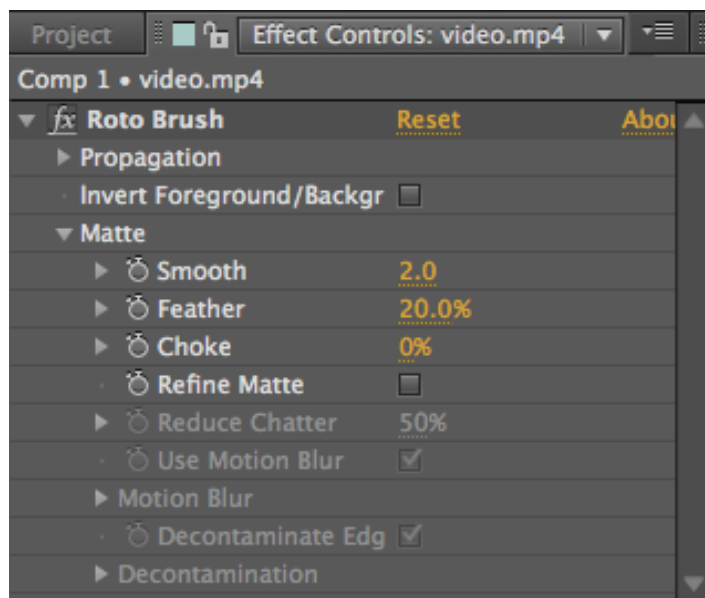 Project Effect Controls: video.mp4
Comp 1 • video.mp4
fx Roto Brush Reset Abou
Propagation
Invert Foreground/Backgr
Matte
Smooth 2.0
Feather 20.0%
Choke 0%
Refine Matte
Reduce Chatter 50%
Use Motion Blur
Motion Blur
Decontaminate Edg
Decontamination